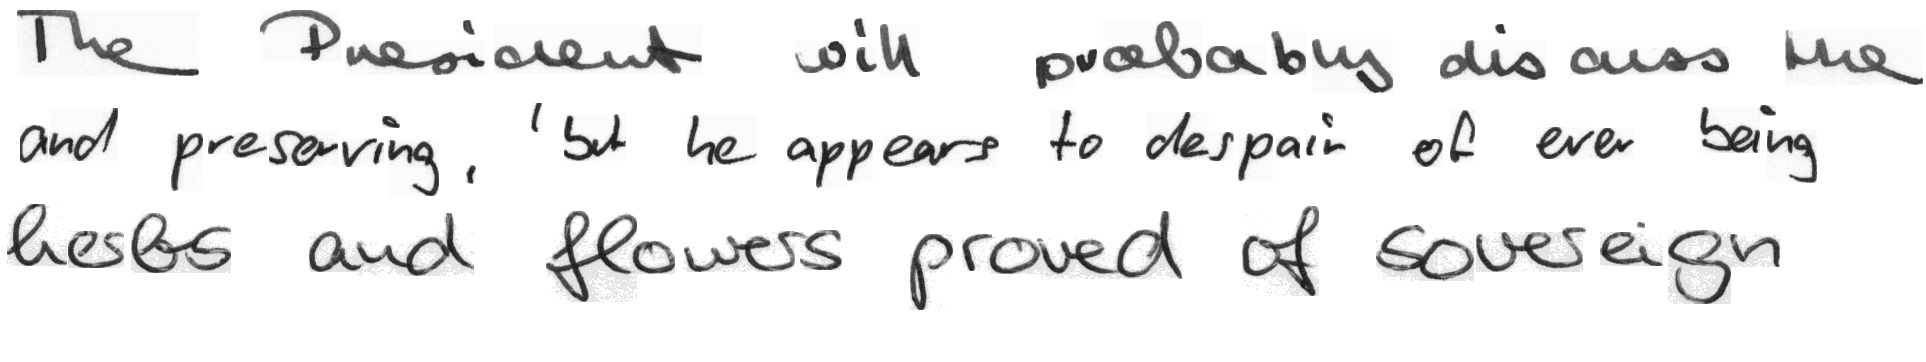 The President will probably discuss the
and preserving, 'but he appears to despair of ever being
herbs and flowers proved of sovereign